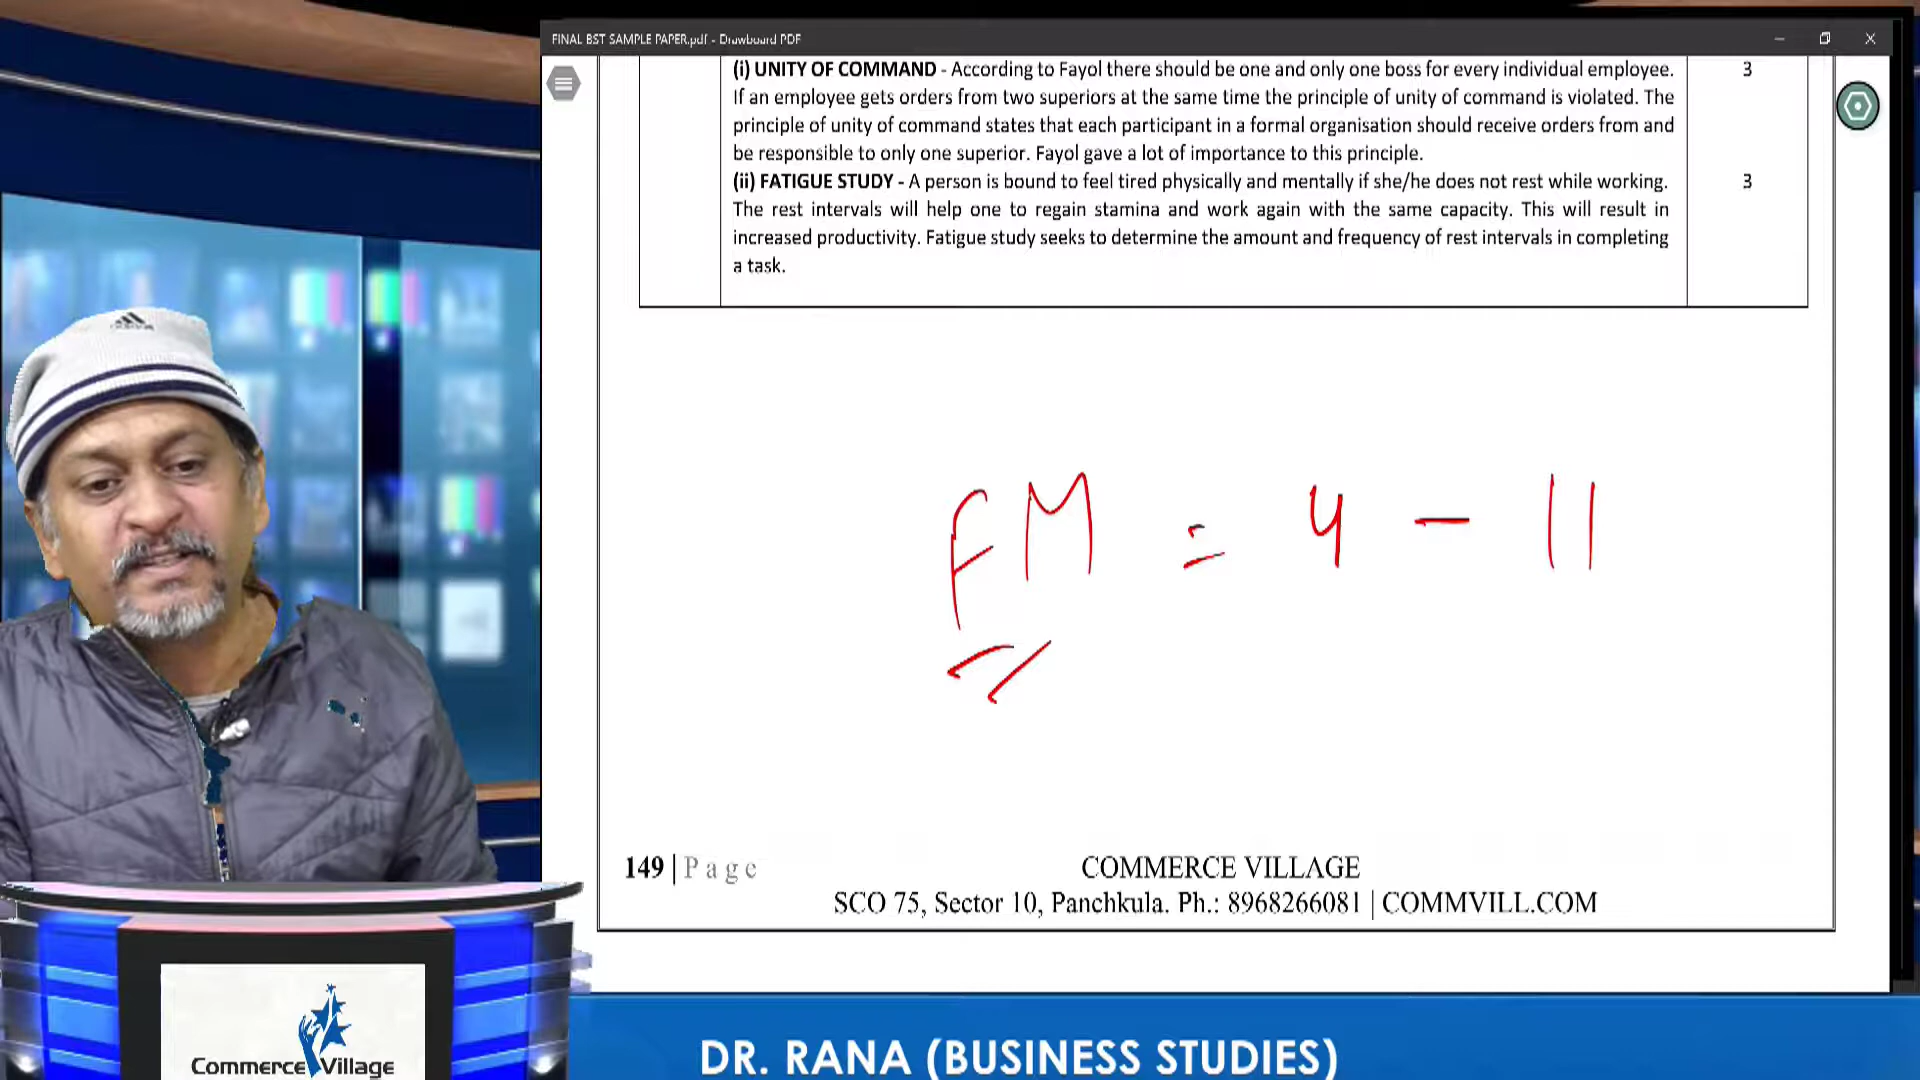 FINAL BST SAMPLE PAPER.pdf - Drawboard PDF
(i) UNITY OF COMMAND - According to Fayol there should be one and only one boss for every individual employee. 3
If an employee gets orders from two superiors at the same time the principle of unity of command is violated. The
principle of unity of command states that each participant in a formal organisation should receive orders from and
be responsible to only one superior. Fayol gave a lot of importance to this principle.
(ii) FATIGUE STUDY - A person is bound to feel tired physically and mentally if she/he does not rest while working. 3
The rest intervals will help one to regain stamina and work again with the same capacity. This will result in
increased productivity. Fatigue study seeks to determine the amount and frequency of rest intervals in completing
a task.
FM = 4 - 11
149 | Page
COMMERCE VILLAGE
SCO 75, Sector 10, Panchkula. Ph.: 8968266081 | COMMVILL.COM
Commerce Village
DR. RANA (BUSINESS STUDIES)